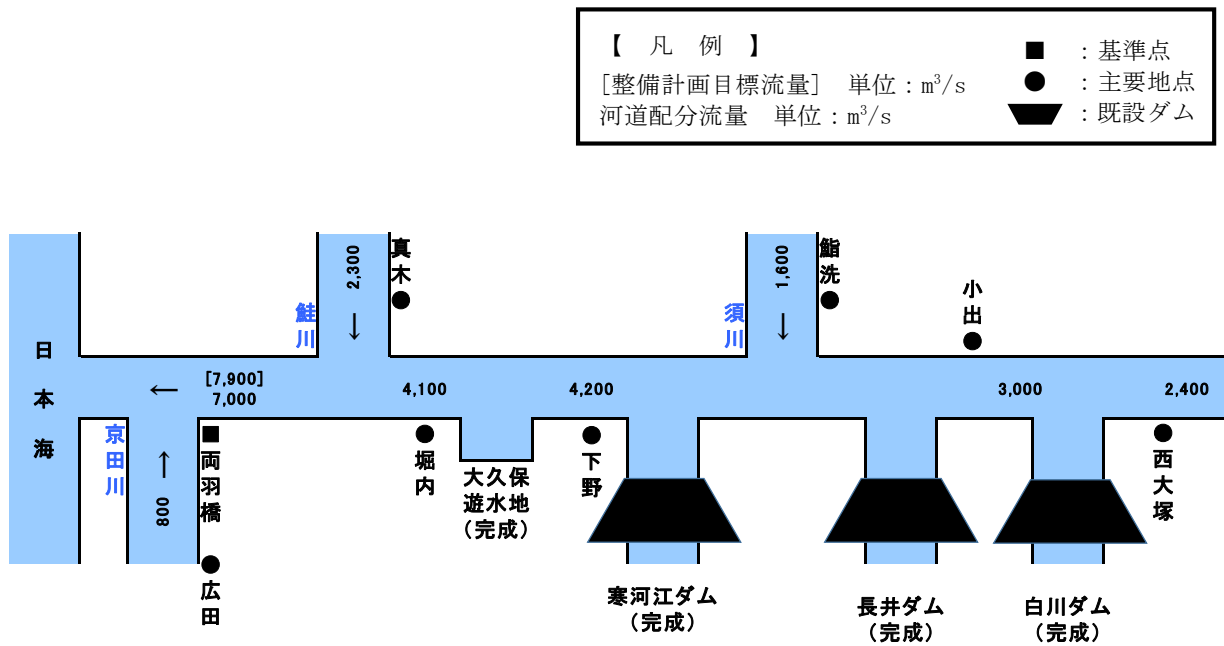 【 凡 例 】
■ : 基準点
[整備計画目標流量] 単位：m³/s
● : 主要地点
河道配分流量 単位：m³/s
: 既設ダム
真木
2,300
鮭川
鮨洗
1,600
須川
小出
日本海
←
↓
↓
[7,900]
7,000
4,100
4,200
3,000
2,400
京田川
↑
800
両羽橋
広田
堀内
大久保
遊水地
(完成)
下野
西大塚
寒河江ダム
(完成)
長井ダム
(完成)
白川ダム
(完成)